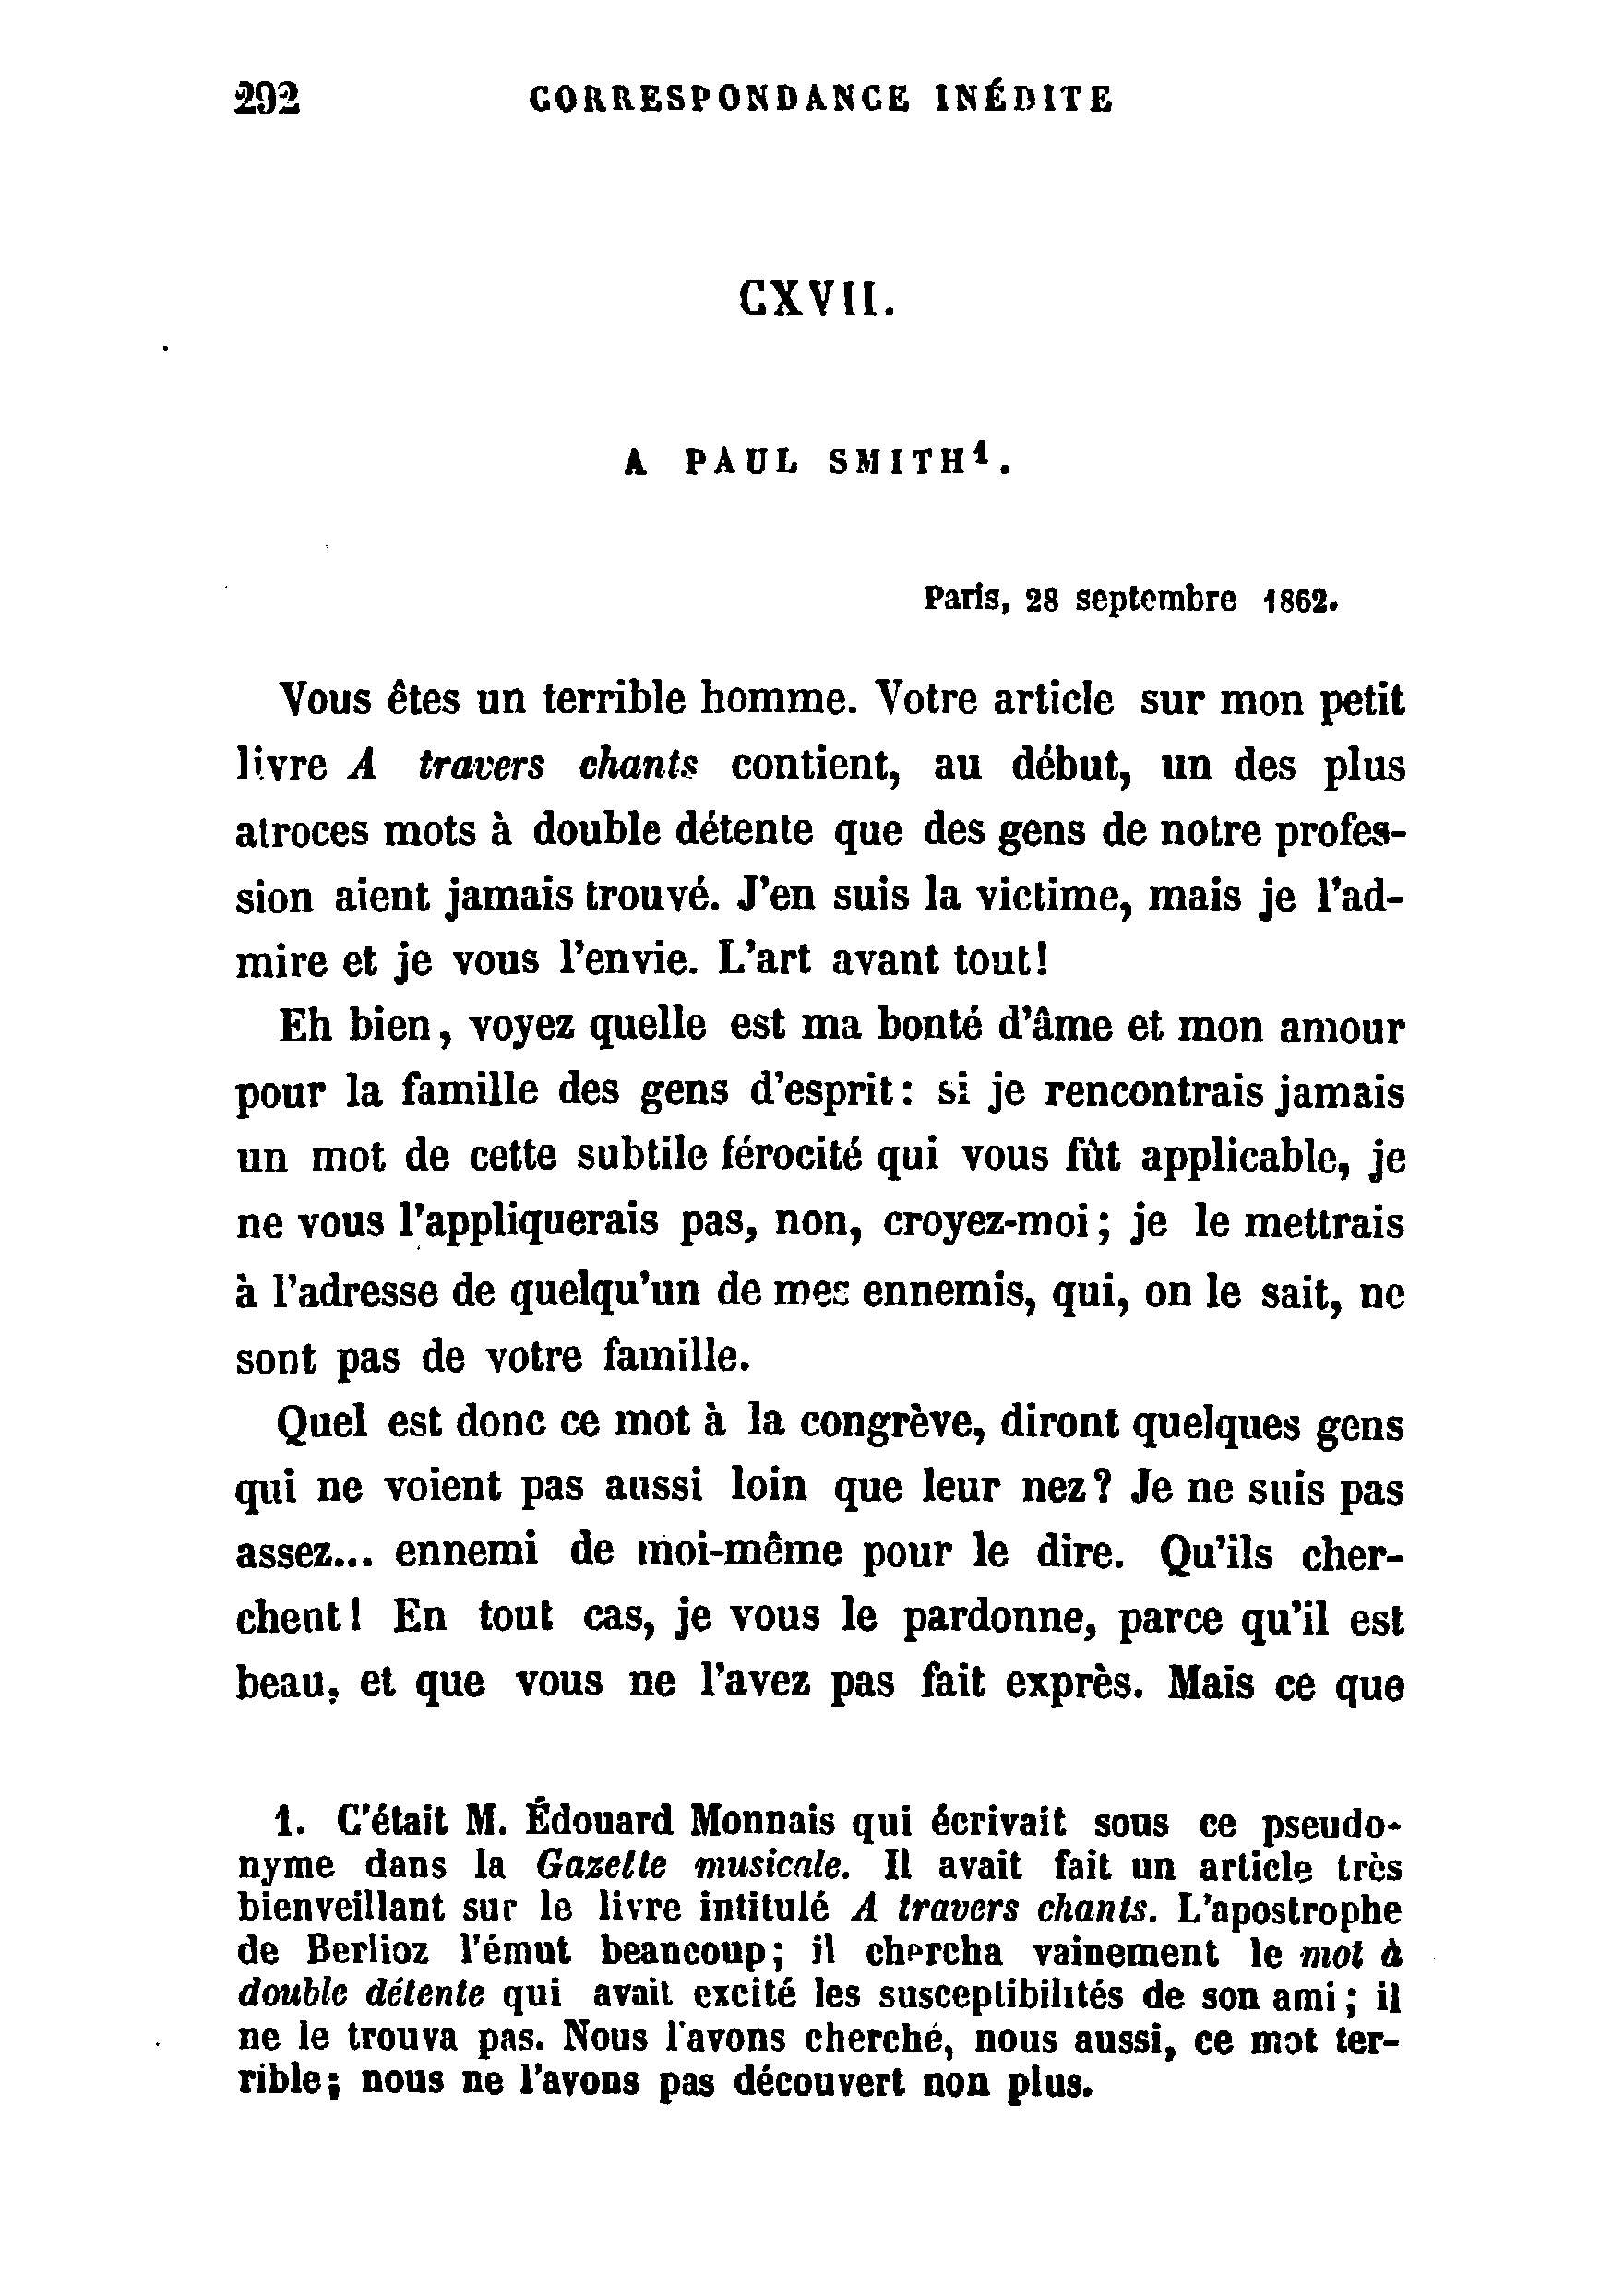 292 CORRESPONDANCE INÉDITE
CXVII.
A PAUL SMITH¹.
Paris, 28 septembre 1862.
Vous êtes un terrible homme. Votre article sur mon petit
livre A travers chants contient, au début, un des plus
atroces mots à double détente que des gens de notre profes-
sion aient jamais trouvé. J'en suis la victime, mais je l'ad-
mire et je vous l'envie. L'art avant tout!
Eh bien, voyez quelle est ma bonté d'âme et mon amour
pour la famille des gens d'esprit: si je rencontrais jamais
un mot de cette subtile férocité qui vous fût applicable, je
ne vous l'appliquerais pas, non, croyez-moi; je le mettrais
à l'adresse de quelqu'un de mes ennemis, qui, on le sait, ne
sont pas de votre famille.
Quel est donc ce mot à la congrève, diront quelques gens
qui ne voient pas aussi loin que leur nez? Je ne suis pas
assez... ennemi de moi-même pour le dire. Qu'ils cher-
chent! En tout cas, je vous le pardonne, parce qu'il est
beau, et que vous ne l'avez pas fait exprès. Mais ce que
1. C'était M. Édouard Monnais qui écrivait sous ce pseudo-
nyme dans la Gazette musicale. Il avait fait un article très
bienveillant sur le livre intitulé A travers chants. L'apostrophe
de Berlioz l'émut beaucoup; il chercha vainement le mot à
double détente qui avait excité les susceptibilités de son ami; il
ne le trouva pas. Nous l'avons cherché, nous aussi, ce mot ter-
rible; nous ne l'avons pas découvert non plus.